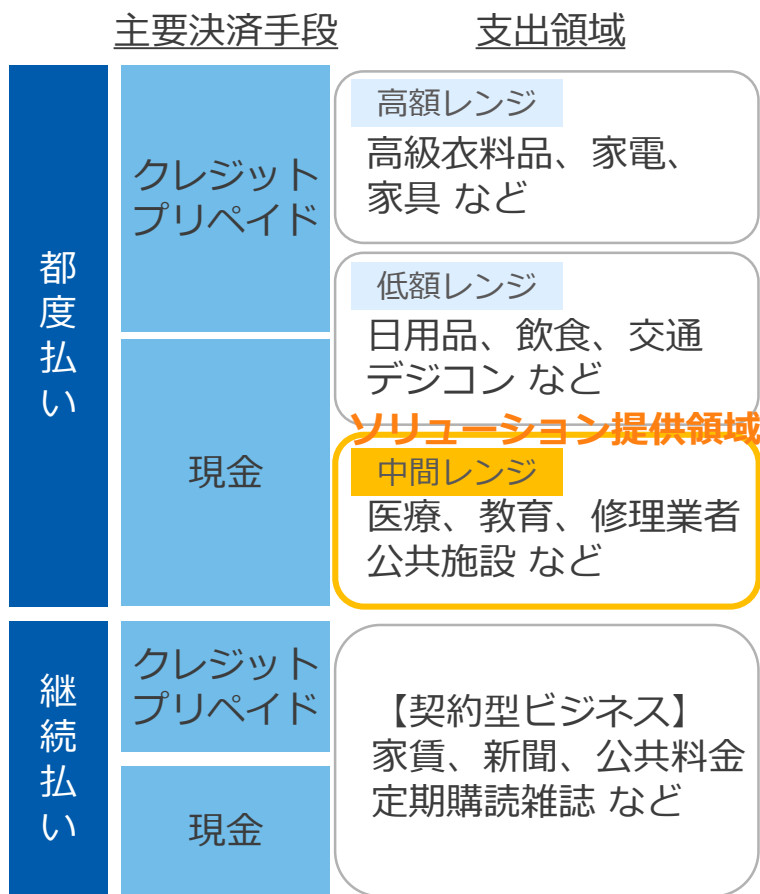 主要決済手段
支出領域
都度払い
クレジット
プリペイド
高額レンジ
高級衣料品、家電、
家具 など
低額レンジ
日用品、飲食、交通
デジコン など
現金
ソリューション提供領域
中間レンジ
医療、教育、修理業者
公共施設 など
継続払い
クレジット
プリペイド
現金
【契約型ビジネス】
家賃、新聞、公共料金
定期購読雑誌 など